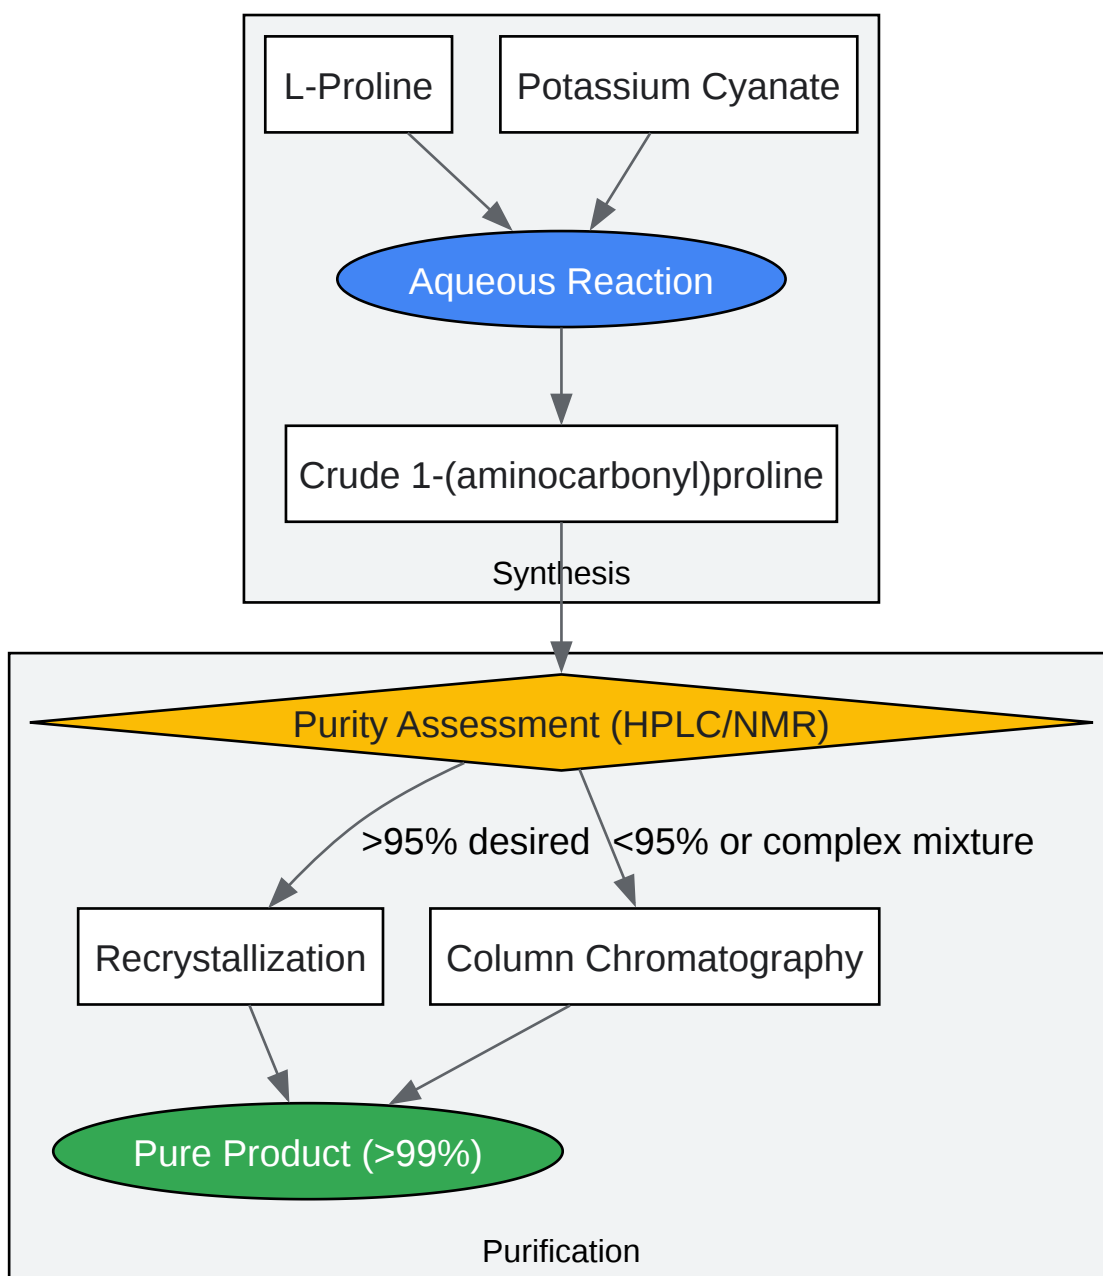 L-Proline
Potassium Cyanate
Aqueous Reaction
Crude 1-(aminocarbonyl)proline
Synthesis
Purity Assessment (HPLC/NMR)
>95% desired
<95% or complex mixture
Recrystallization
Column Chromatography
Pure Product (>99%)
Purification